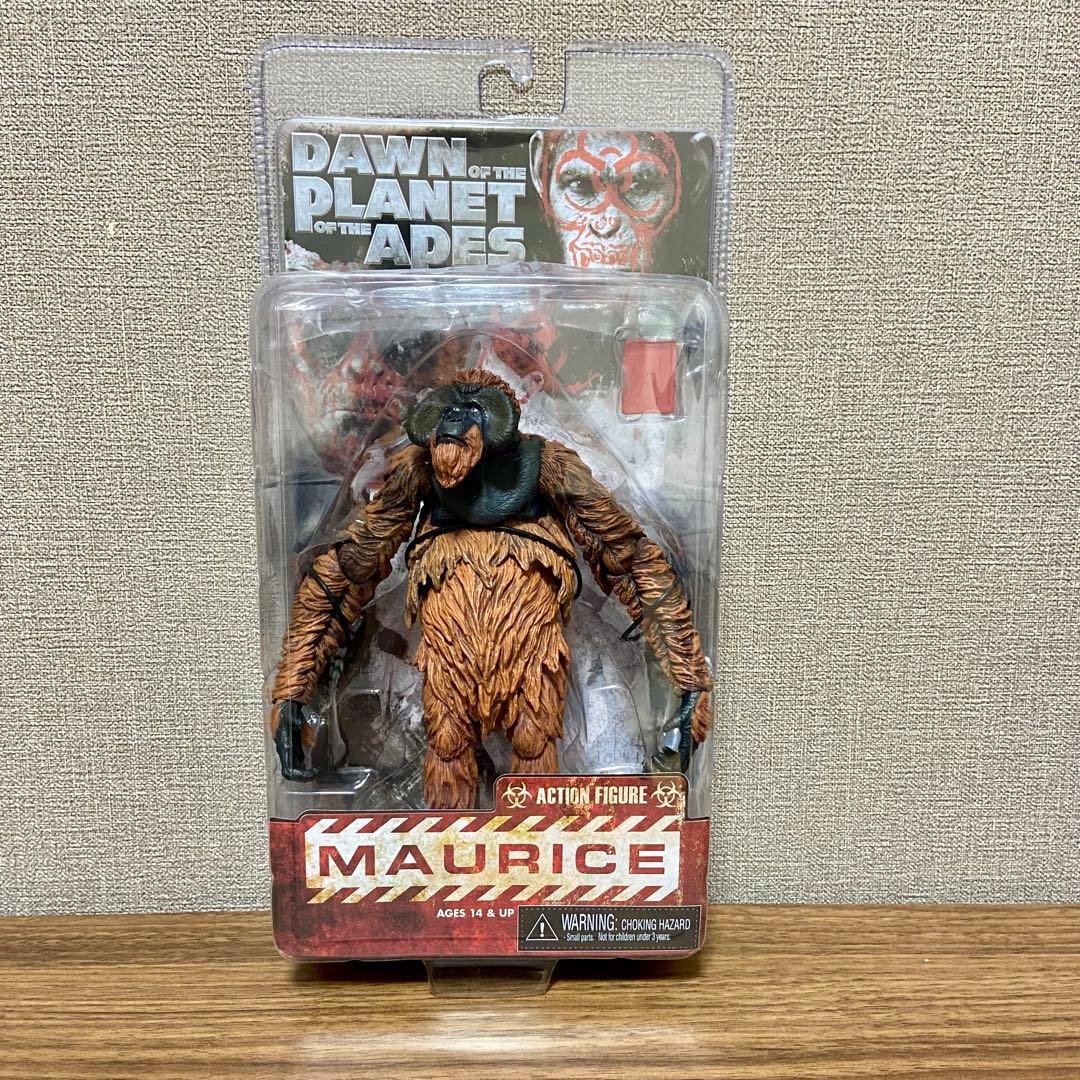 DAWN OF THE
PLANET
OF THE APES
ACTION FIGURE
MAURICE
AGES 14 & UP
WARNING: CHOKING HAZARD
- Small parts. Not for children under 3 years.